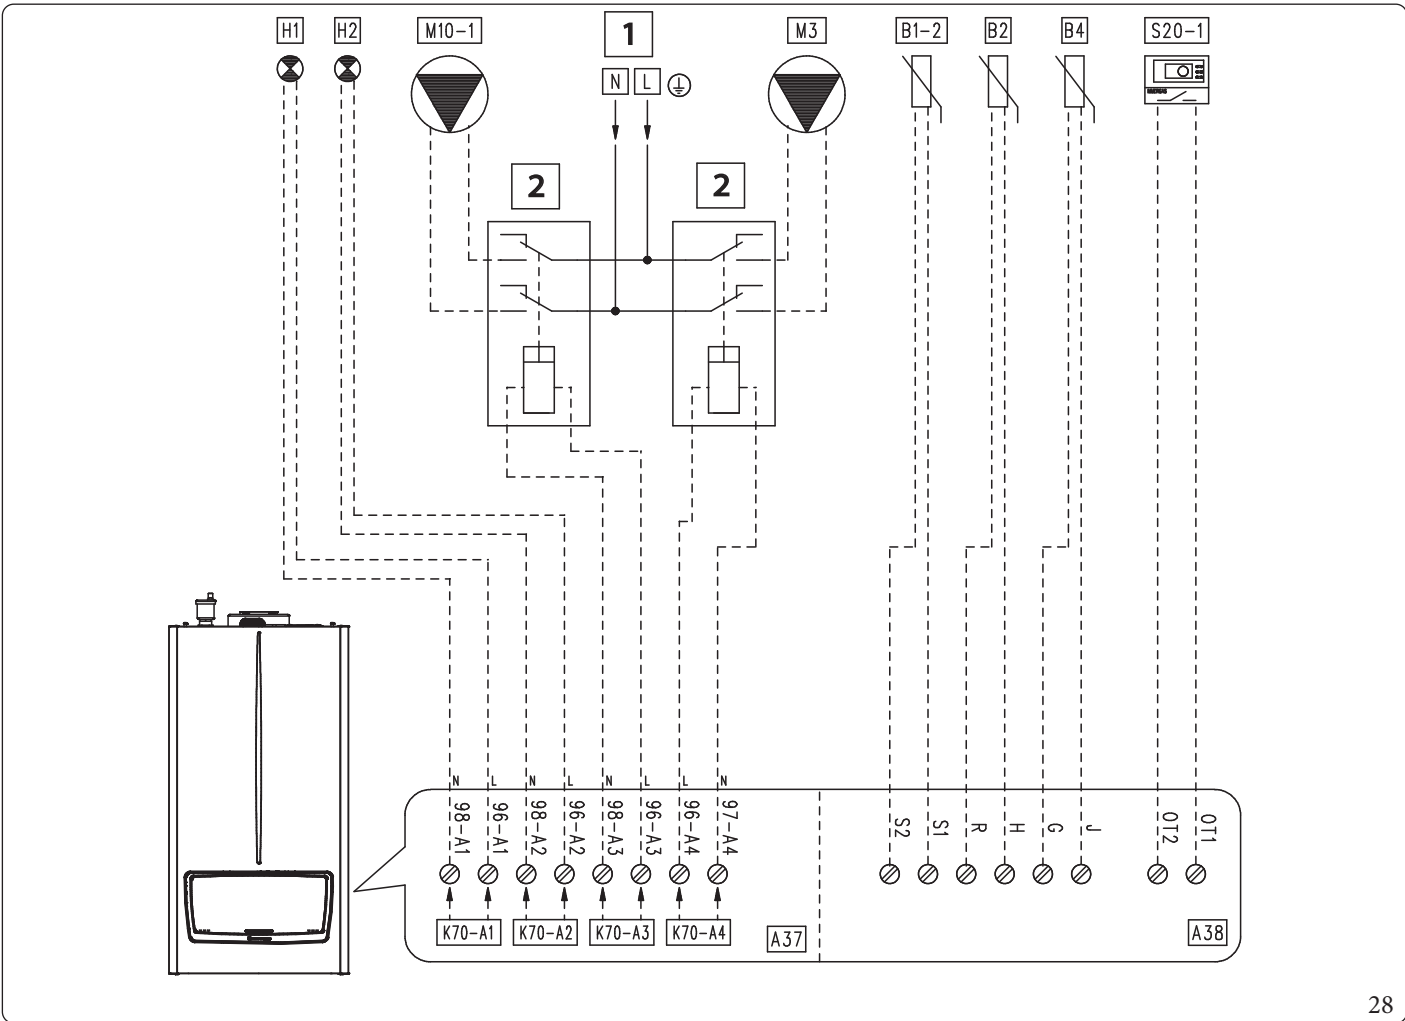 H1 H2 M10-1 1 M3 B1-2 B2 B4 S20-1
N L
IMMERGAS
2 2
N L N L N L L N
98-A1 96-A1 98-A2 96-A2 98-A3 96-A3 96-A4 97-A4 S2 S1 R H G J OT2 OT1
K70-A1 K70-A2 K70-A3 K70-A4 A37 A38
28